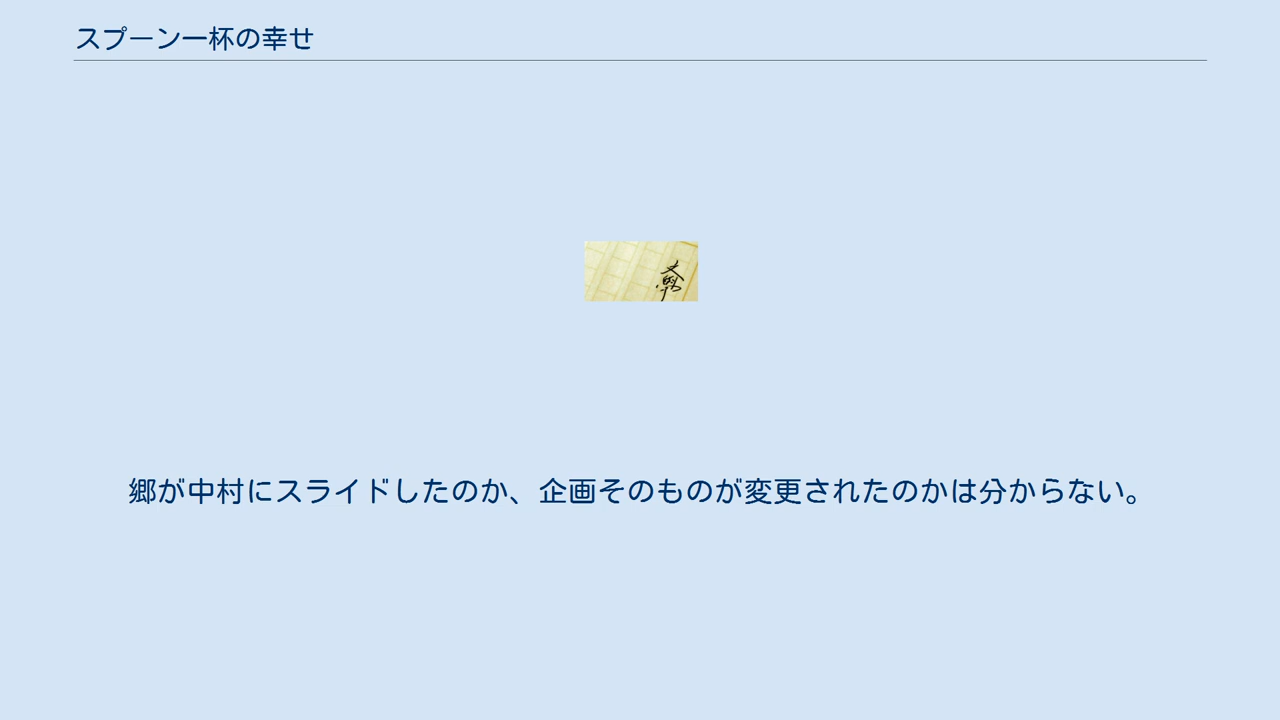 スプーン一杯の幸せ
郷が中村にスライドしたのか、企画そのものが変更されたのかは分からない。